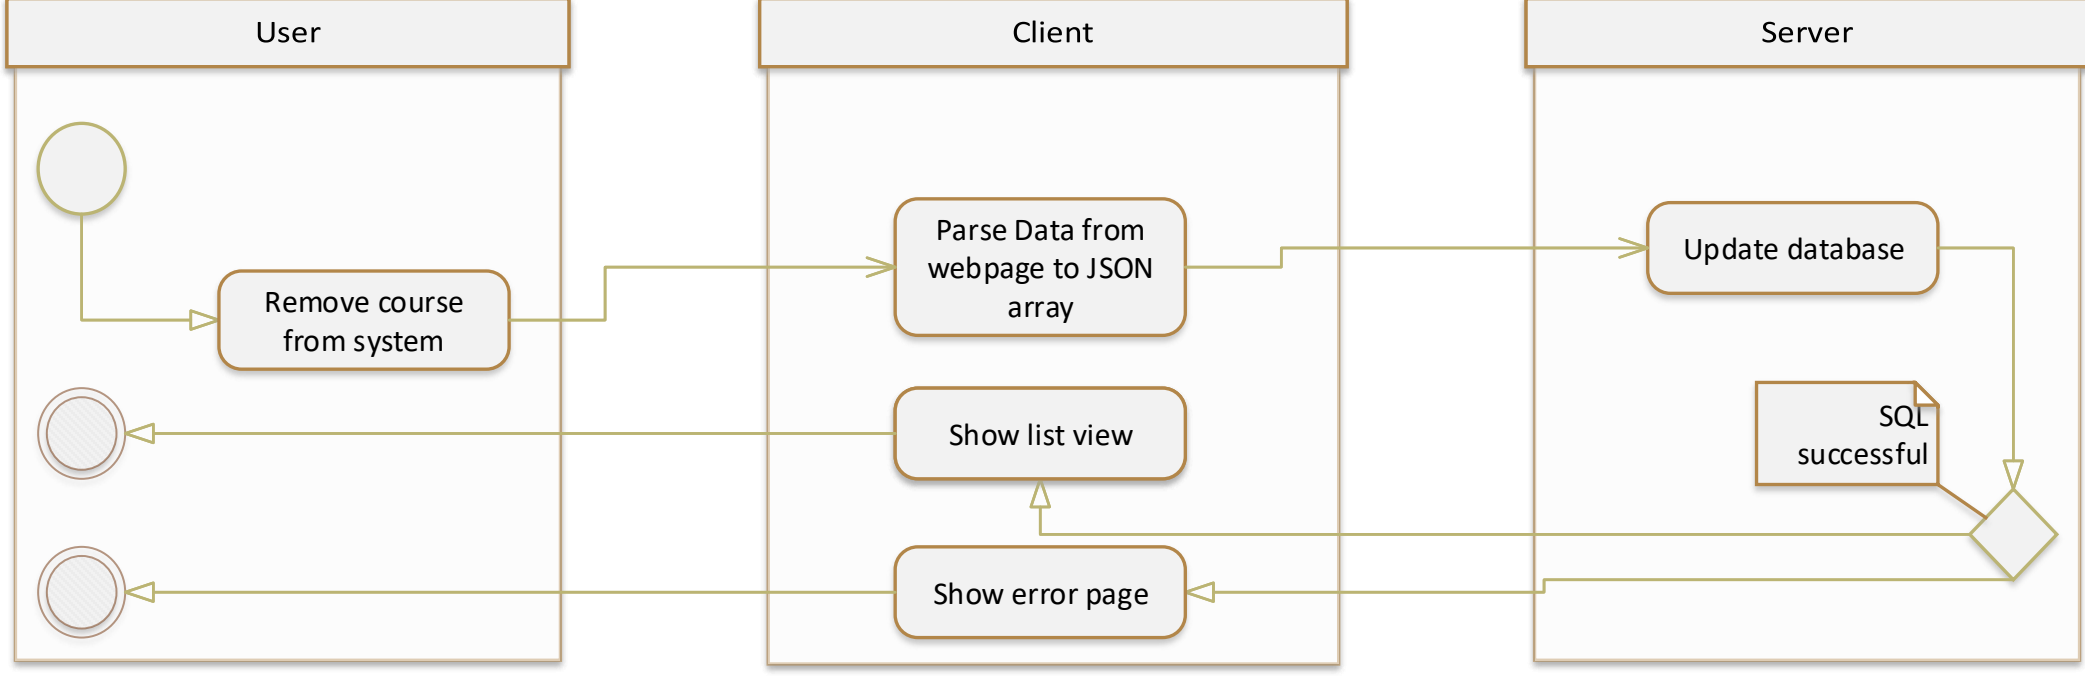 User
Client
Server
Remove course
from system
Parse Data from
webpage to JSON
array
Update database
SQL
successful
Show list view
Show error page